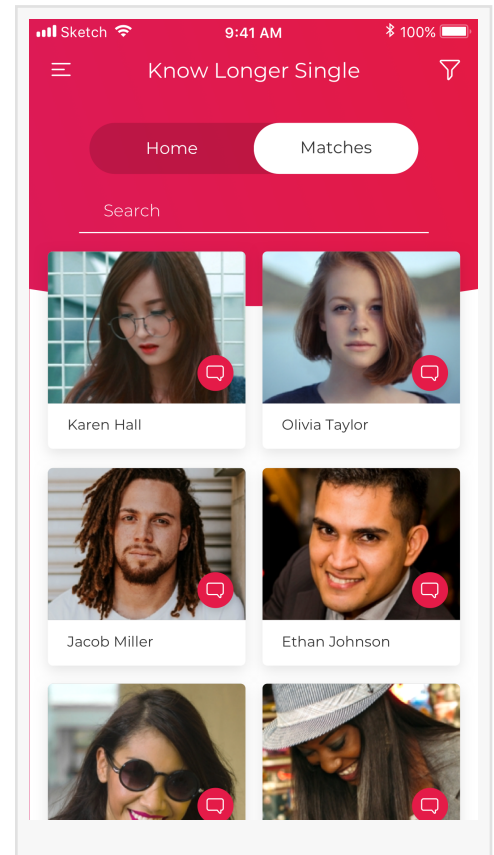 Sketch 9:41 AM 100%
Know Longer Single
Home Matches
Search
Karen Hall Olivia Taylor
Jacob Miller Ethan Johnson